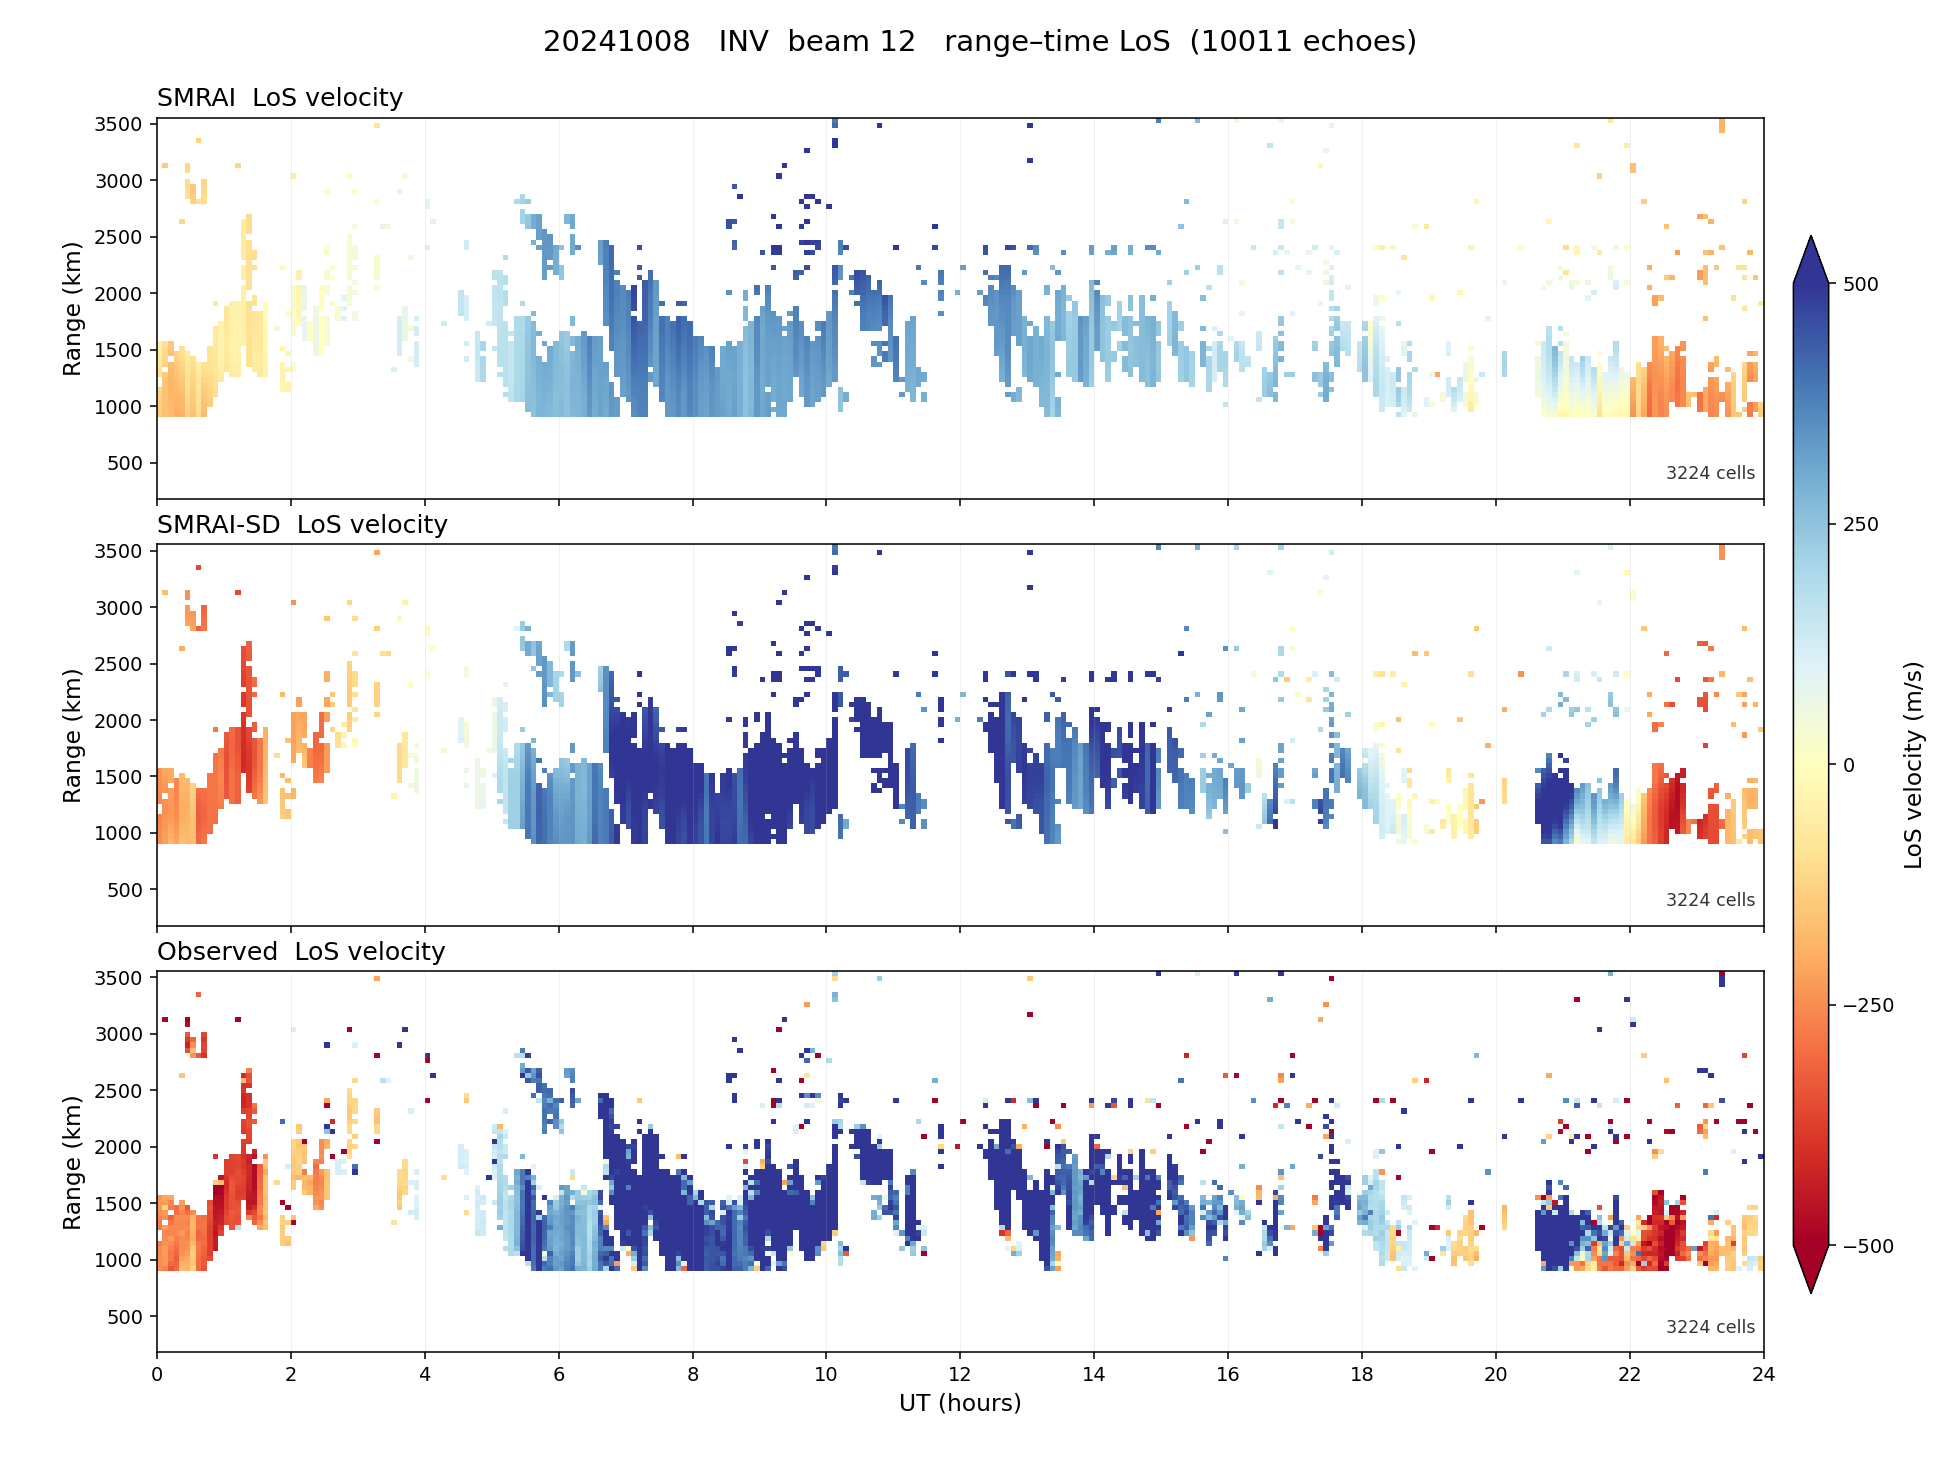 20241008   INV  beam 12   range–time LoS  (10011 echoes)
SMRAI  LoS velocity
3500
3000
2500
2000
1500
1000
500
Range (km)
3224 cells
SMRAI-SD  LoS velocity
3500
3000
2500
2000
1500
1000
500
Range (km)
3224 cells
Observed  LoS velocity
3500
3000
2500
2000
1500
1000
500
Range (km)
3224 cells
0 2 4 6 8 10 12 14 16 18 20 22 24
UT (hours)
500
250
0
−250
−500
LoS velocity (m/s)